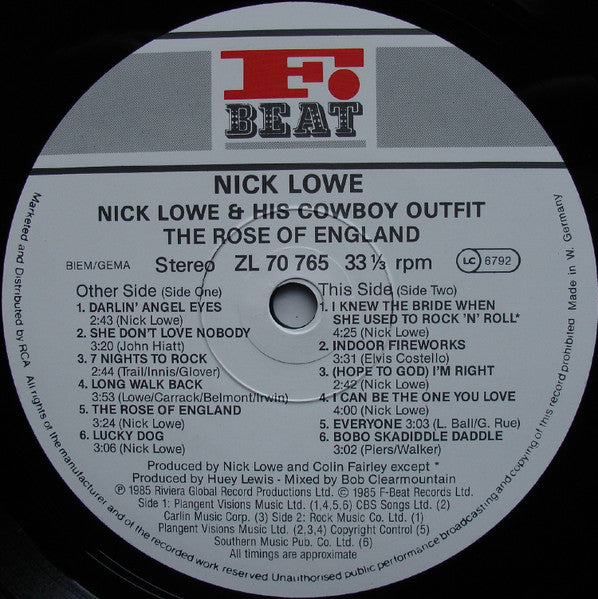 F.
BEAT
NICK LOWE
NICK LOWE & HIS COWBOY OUTFIT
THE ROSE OF ENGLAND
BIEM/GEMA Stereo ZL 70 765 33 ⅓ rpm LC 6792
Other Side (Side One)
1. DARLIN' ANGEL EYES
2:43 (Nick Lowe)
2. SHE DON'T LOVE NOBODY
3:20 (John Hiatt)
3. 7 NIGHTS TO ROCK
2:44 (Trail/Innis/Glover)
4. LONG WALK BACK
3:53 (Lowe/Carrack/Belmont/Irwin)
5. THE ROSE OF ENGLAND
3:24 (Nick Lowe)
6. LUCKY DOG
3:06 (Nick Lowe)
This Side (Side Two)
1. I KNEW THE BRIDE WHEN
SHE USED TO ROCK 'N' ROLL*
4:25 (Nick Lowe)
2. INDOOR FIREWORKS
3:31 (Elvis Costello)
3. (HOPE TO GOD) I'M RIGHT
2:42 (Nick Lowe)
4. I CAN BE THE ONE YOU LOVE
4:00 (Nick Lowe)
5. EVERYONE 3:03 (L. Ball/G. Rue)
6. BOBO SKADIDDLE DADDLE
3:02 (Piers/Walker)
Produced by Nick Lowe and Colin Fairley except *
Produced by Huey Lewis - Mixed by Bob Clearmountain
℗ 1985 Riviera Global Record Productions Ltd. © 1985 F-Beat Records Ltd.
Side 1: Plangent Visions Music Ltd. (1,4,5,6) CBS Songs Ltd. (2)
Carlin Music Corp. (3) Side 2: Rock Music Co. Ltd. (1)
Plangent Visions Music Ltd. (2,3,4) Copyright Control (5)
Southern Music Pub. Co. Ltd. (6)
All timings are approximate
Marketed and Distributed by RCA
All rights of the manufacturer and of the recorded work reserved Unauthorised public performance broadcasting and copying of this record prohibited Made in W. Germany